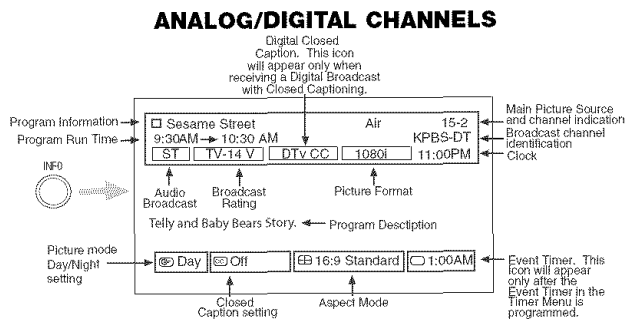 ANALOG/DIGITAL CHANNELS
Digital Closed
Caption. This icon
will appear only when
receiving a Digital Broadcast
with Closed Captioning.
Program Information
Sesame Street
Air
15-2
Main Picture Source
and channel indication
Program Run Time
9:30AM → 10:30 AM
KPBS-DT
Broadcast channel
identification
ST
TV-14 V
DTv CC
1080i
11:00PM
Clock
INFO
Audio
Broadcast
Broadcast
Rating
Picture Format
Telly and Baby Bears Story.
Program Desctiption
Picture mode
Day/Night
setting
Day
CC Off
16:9 Standard
1:00AM
Event Timer. This
Icon will appear
only after the
Event Timer in the
Timer Menu is
programmed.
Closed
Caption setting
Aspect Mode